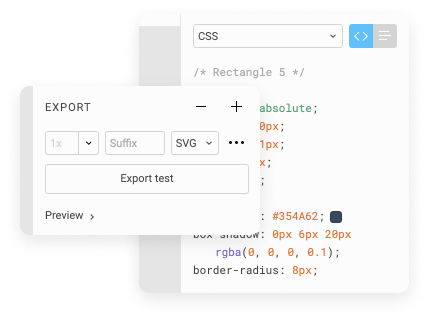 CSS
/* Rectangle 5 */
EXPORT
1x
Suffix
SVG
Export test
Preview
absolute;
0px;
1px;
x;
;
: #354A62;
box-shadow: 0px 6px 20px
rgba(0, 0, 0, 0.1);
border-radius: 8px;